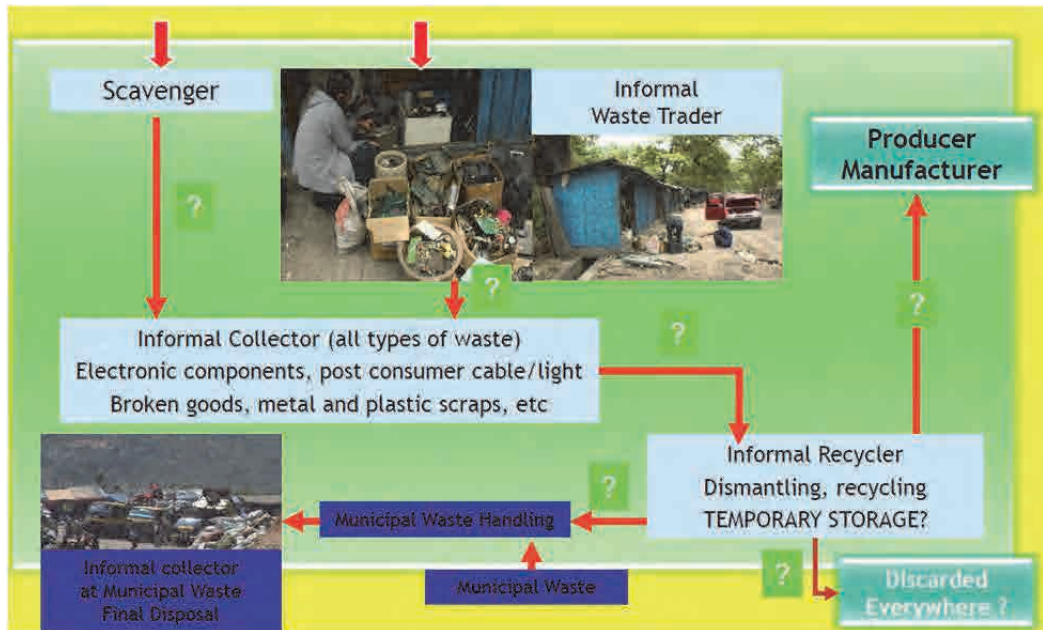 Scavenger
Informal
Waste Trader
Producer
Manufacturer
?
?
?
Informal Collector (all types of waste)
Electronic components, post consumer cable/light
Broken goods, metal and plastic scraps, etc
?
Informal Recycler
Dismantling, recycling
TEMPORARY STORAGE?
?
Municipal Waste Handling
Informal collector
at Municipal Waste
Final Disposal
Municipal Waste
?
Discarded
Everywhere ?